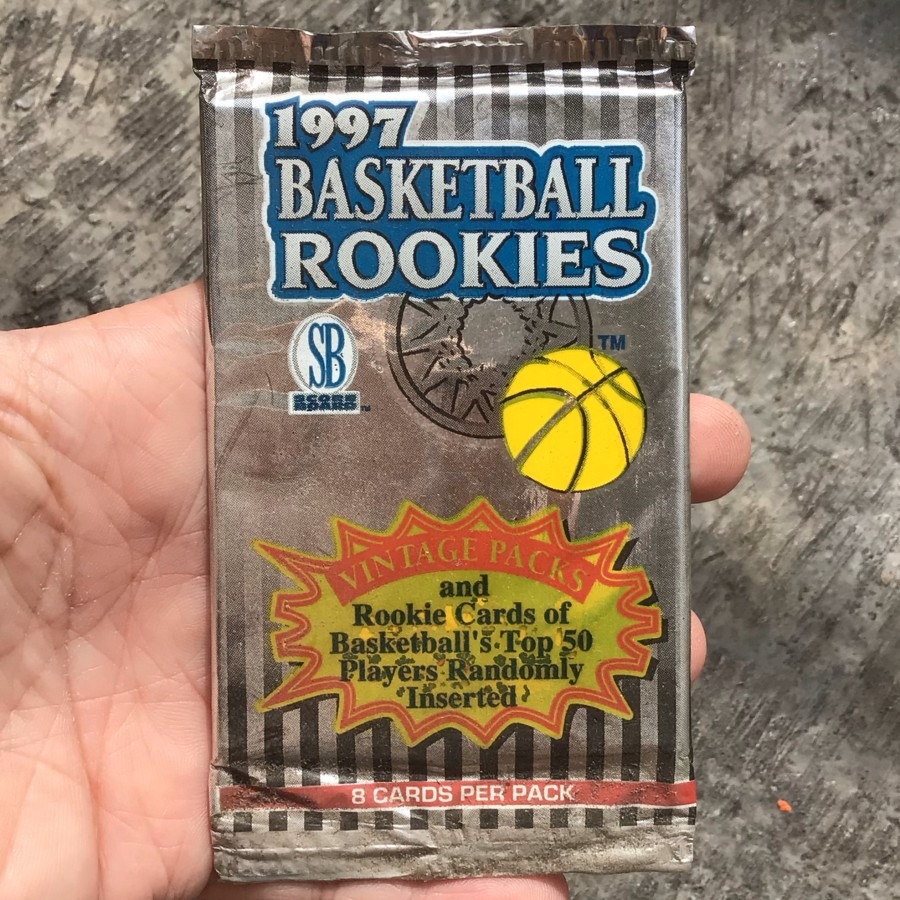 1997
BASKETBALL
ROOKIES
TM
SB
SCORE
BOARD TM
VINTAGE PACKS
and
Rookie Cards of
Basketball's Top 50
Players Randomly
Inserted
8 CARDS PER PACK